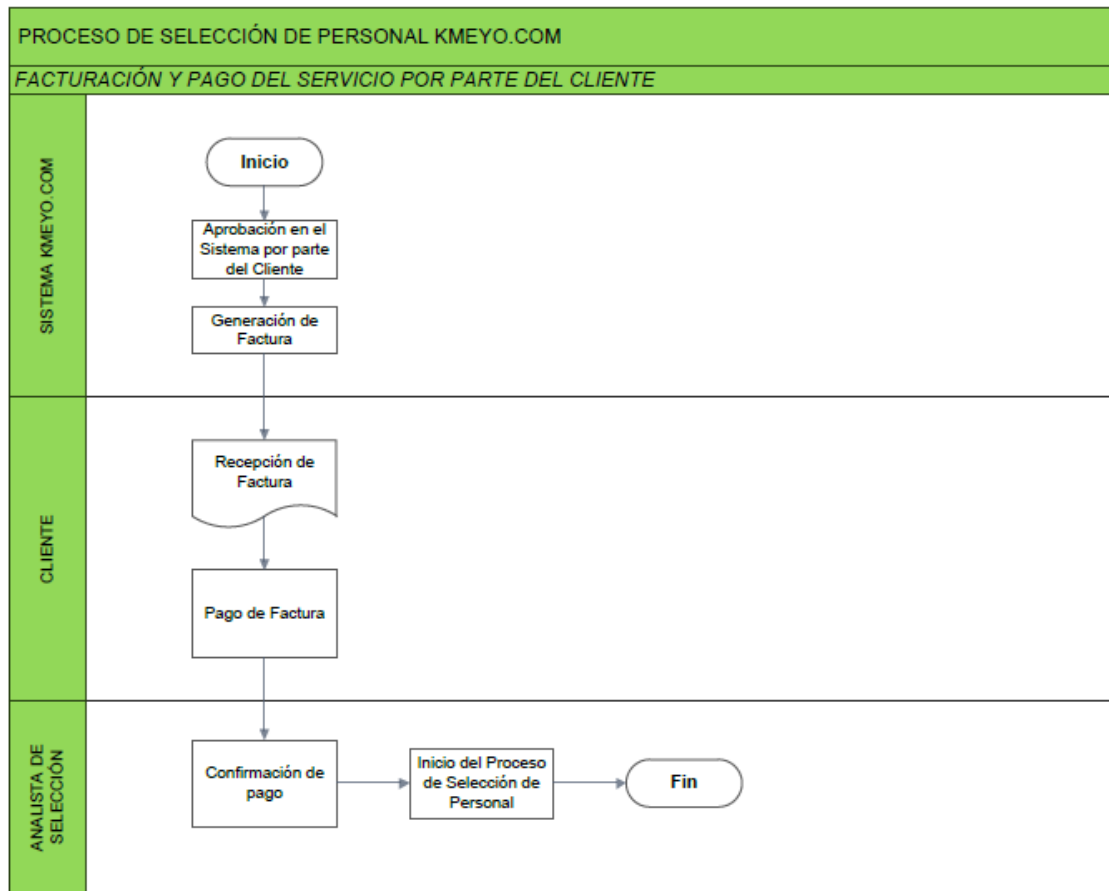 PROCESO DE SELECCIÓN DE PERSONAL KMEYO.COM
FACTURACIÓN Y PAGO DEL SERVICIO POR PARTE DEL CLIENTE
SISTEMA KMEYO.COM
Inicio
Aprobación en el
Sistema por parte
del Cliente
Generación de
Factura
CLIENTE
Recepción de
Factura
Pago de Factura
ANALISTA DE
SELECCIÓN
Confirmación de
pago
Inicio del Proceso
de Selección de
Personal
Fin